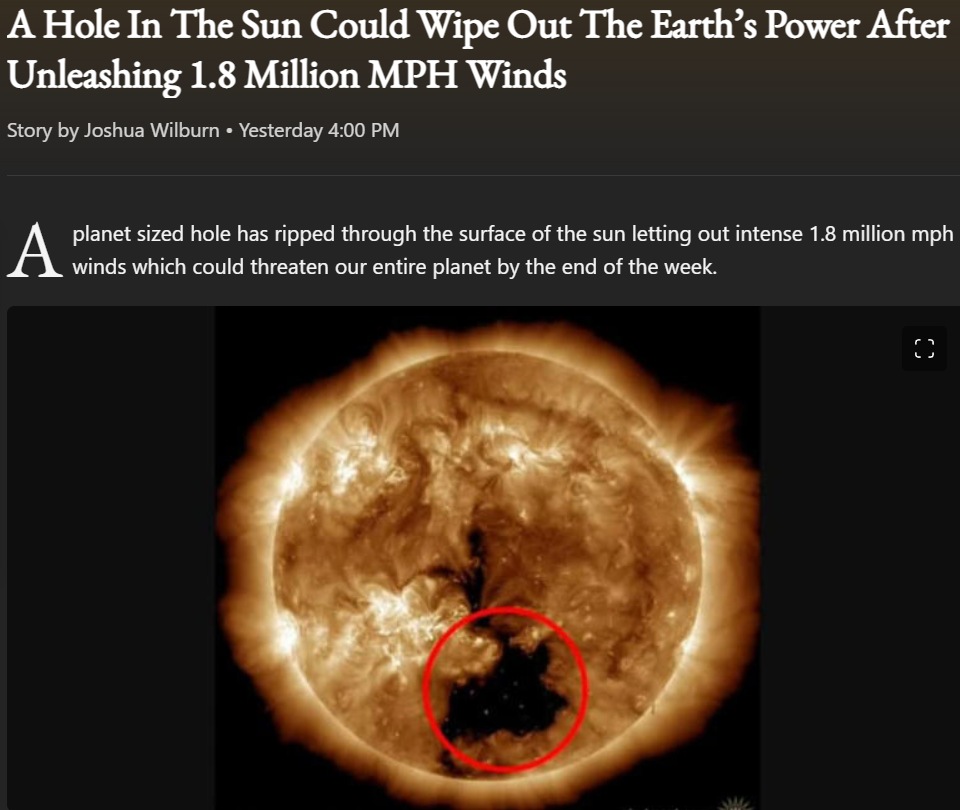 A Hole In The Sun Could Wipe Out The Earth’s Power After
Unleashing 1.8 Million MPH Winds
Story by Joshua Wilburn • Yesterday 4:00 PM
A planet sized hole has ripped through the surface of the sun letting out intense 1.8 million mph
winds which could threaten our entire planet by the end of the week.